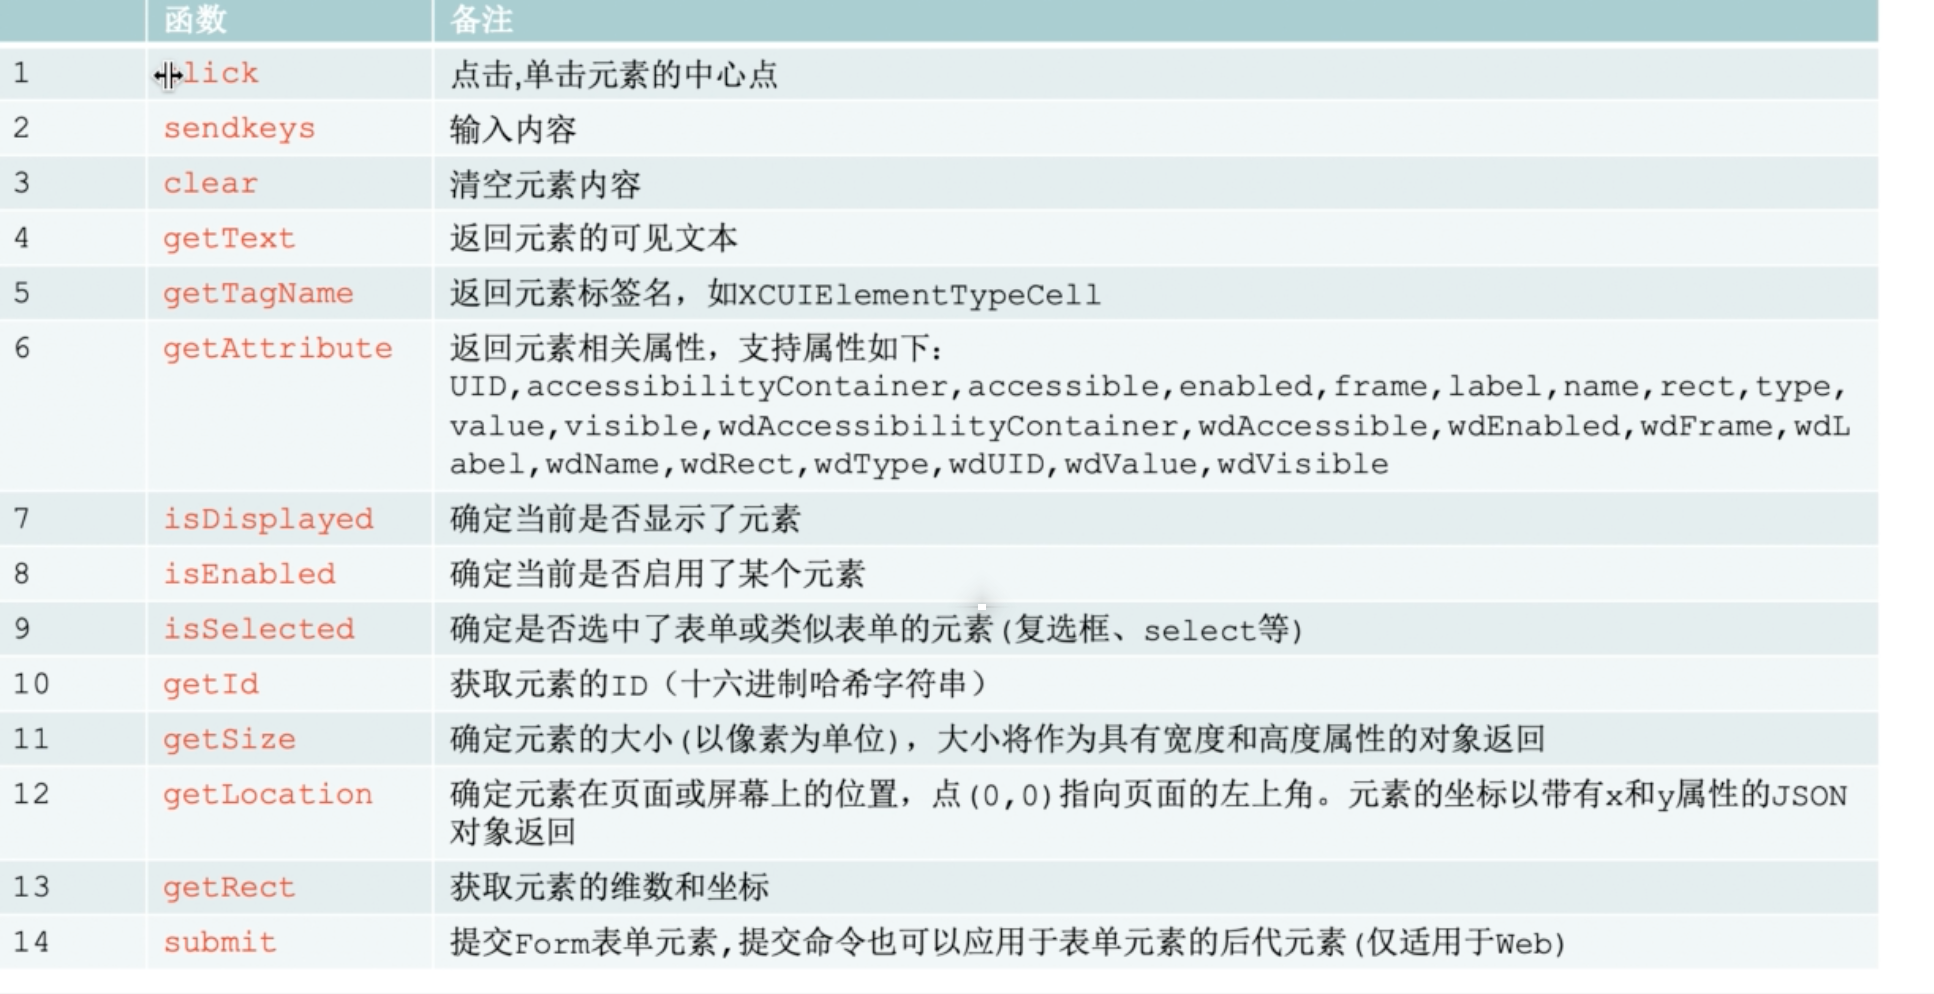 函数 备注
1 click 点击,单击元素的中心点
2 sendkeys 输入内容
3 clear 清空元素内容
4 getText 返回元素的可见文本
5 getTagName 返回元素标签名，如XCUIElementTypeCell
6 getAttribute 返回元素相关属性，支持属性如下：
UID,accessibilityContainer,accessible,enabled,frame,label,name,rect,type,
value,visible,wdAccessibilityContainer,wdAccessible,wdEnabled,wdFrame,wdL
abel,wdName,wdRect,wdType,wdUID,wdValue,wdVisible
7 isDisplayed 确定当前是否显示了元素
8 isEnabled 确定当前是否启用了某个元素
9 isSelected 确定是否选中了表单或类似表单的元素(复选框、select等)
10 getId 获取元素的ID（十六进制哈希字符串）
11 getSize 确定元素的大小(以像素为单位)，大小将作为具有宽度和高度属性的对象返回
12 getLocation 确定元素在页面或屏幕上的位置，点(0,0)指向页面的左上角。元素的坐标以带有x和y属性的JSON
对象返回
13 getRect 获取元素的维数和坐标
14 submit 提交Form表单元素,提交命令也可以应用于表单元素的后代元素(仅适用于Web)